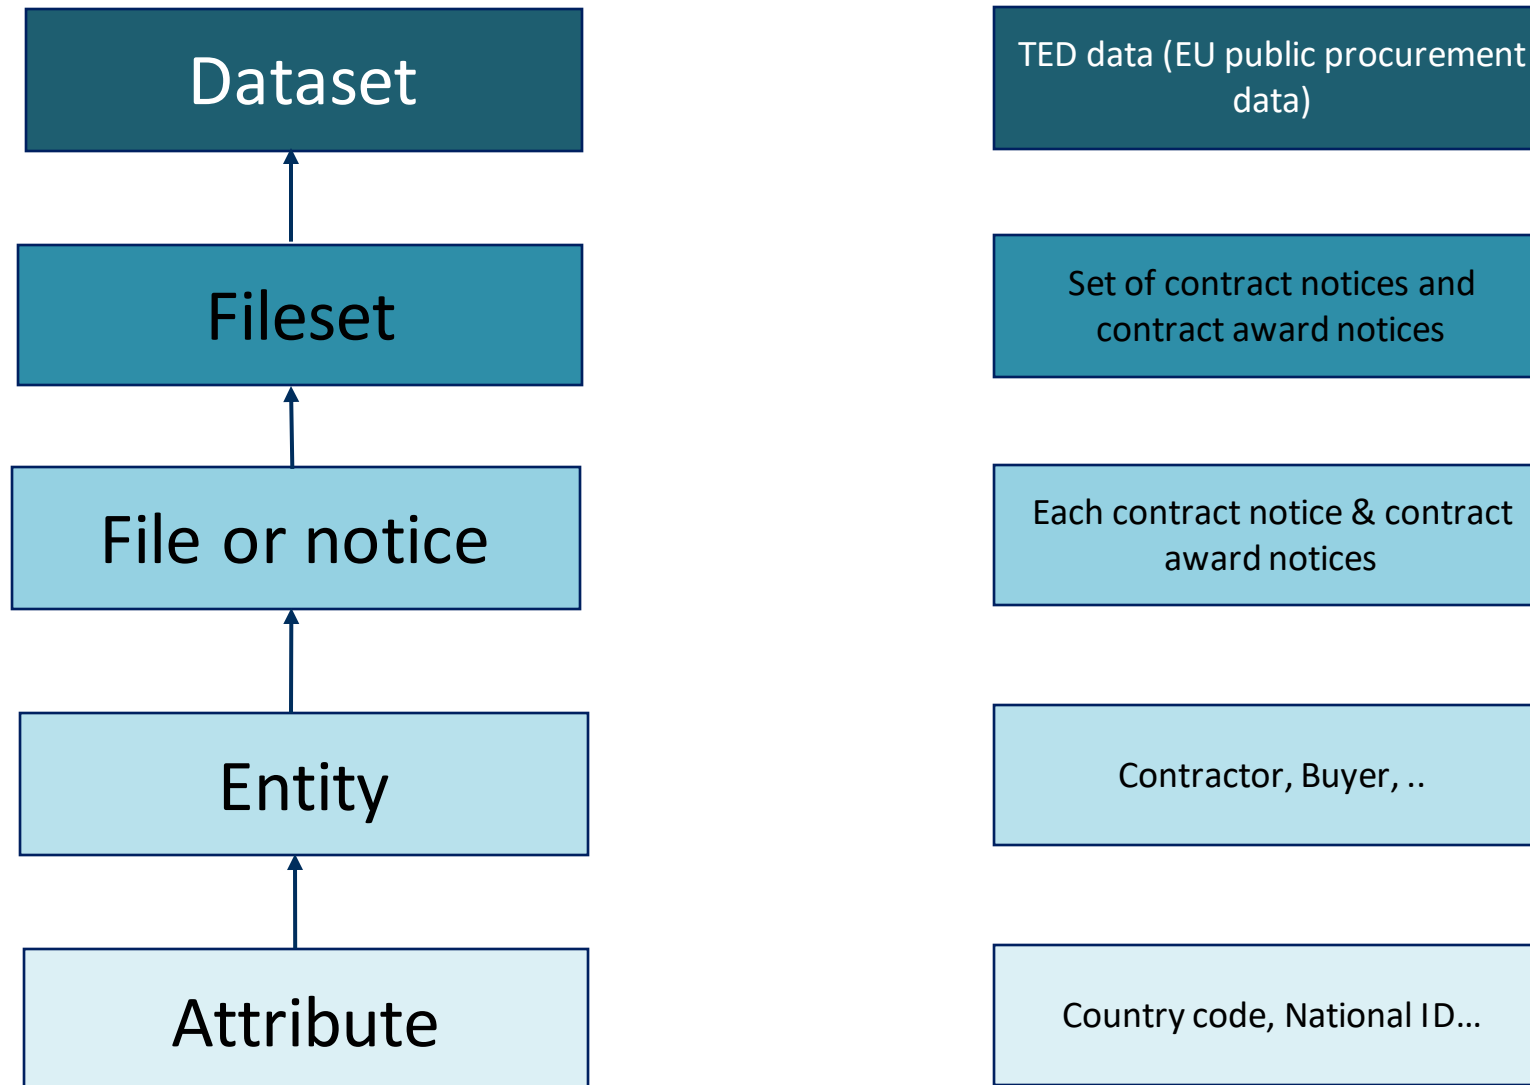 Dataset
TED data (EU public procurement
data)
Fileset
Set of contract notices and
contract award notices
File or notice
Each contract notice & contract
award notices
Entity
Contractor, Buyer, ..
Attribute
Country code, National ID...